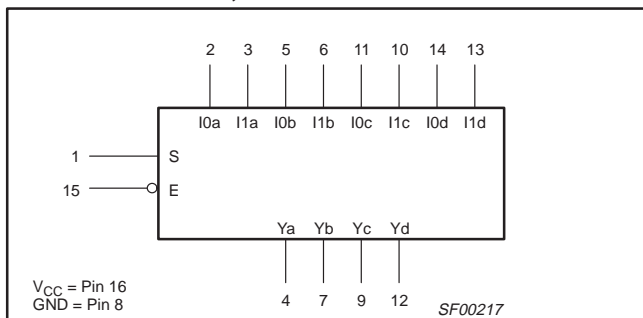 2 3 5 6 11 10 14 13
I0a I1a I0b I1b I0c I1c I0d I1d
1 S
15 E
Ya Yb Yc Yd
VCC = Pin 16
GND = Pin 8
4 7 9 12
SF00217